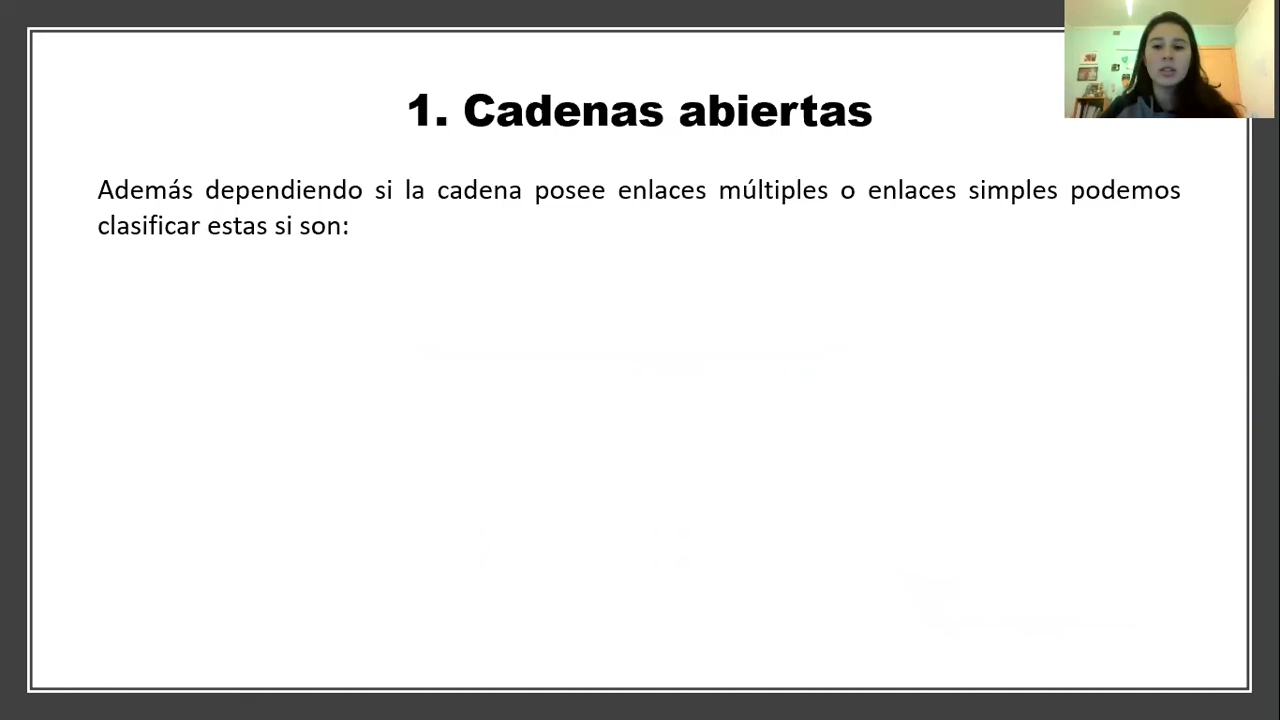 1. Cadenas abiertas
Además dependiendo si la cadena posee enlaces múltiples o enlaces simples podemos
clasificar estas si son: